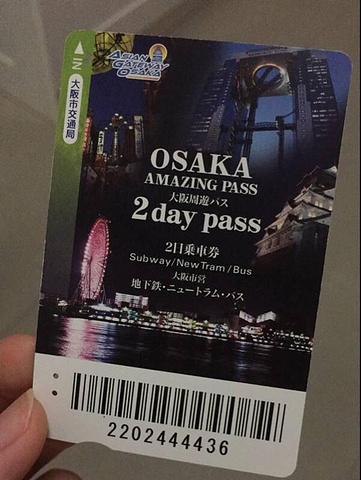 IN
大阪市交通局
ASIAN
GATEWAY
OSAKA
OSAKA
AMAZING PASS
大阪周遊パス
2day pass
2日乗車券
Subway/NewTram/Bus
大阪市営
地下鉄・ニュートラム・バス
2202444436